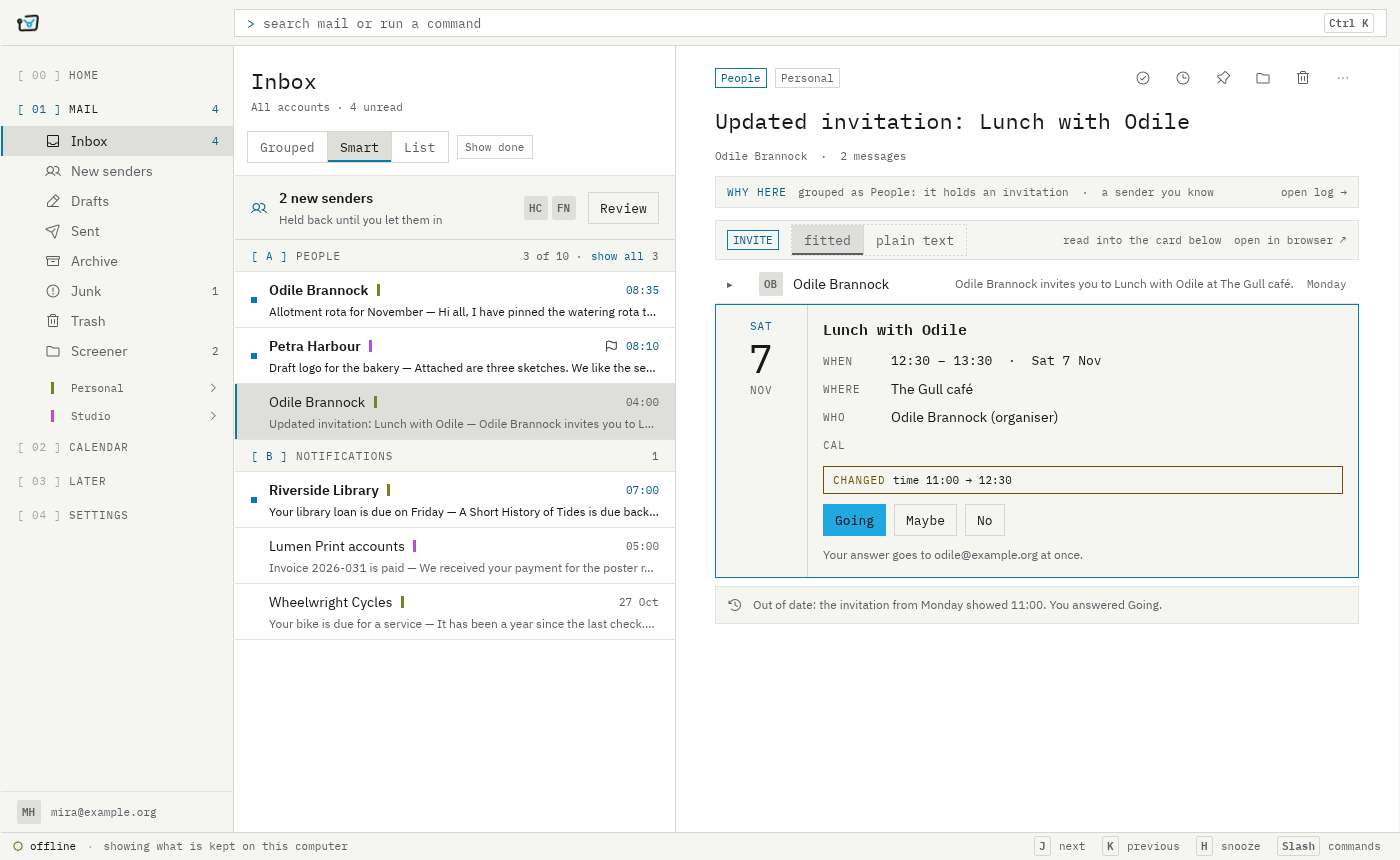 > search mail or run a command Ctrl K
[ 00 ] HOME
[ 01 ] MAIL 4
Inbox 4
New senders
Drafts
Sent
Archive
Junk 1
Trash
Screener 2
Personal
Studio
[ 02 ] CALENDAR
[ 03 ] LATER
[ 04 ] SETTINGS
MH mira@example.org
Inbox
All accounts · 4 unread
Grouped Smart List Show done
2 new senders
Held back until you let them in
HC FN Review
[ A ] PEOPLE 3 of 10 · show all 3
Odile Brannock 08:35
Allotment rota for November — Hi all, I have pinned the watering rota t…
Petra Harbour 08:10
Draft logo for the bakery — Attached are three sketches. We like the se…
Odile Brannock 04:00
Updated invitation: Lunch with Odile — Odile Brannock invites you to L…
[ B ] NOTIFICATIONS 1
Riverside Library 07:00
Your library loan is due on Friday — A Short History of Tides is due back…
Lumen Print accounts 05:00
Invoice 2026-031 is paid — We received your payment for the poster r…
Wheelwright Cycles 27 Oct
Your bike is due for a service — It has been a year since the last check.…
People Personal
Updated invitation: Lunch with Odile
Odile Brannock · 2 messages
WHY HERE grouped as People: it holds an invitation · a sender you know open log →
INVITE fitted plain text read into the card below open in browser ↗
OB Odile Brannock Odile Brannock invites you to Lunch with Odile at The Gull café. Monday
SAT
7
NOV
Lunch with Odile
WHEN 12:30 – 13:30 · Sat 7 Nov
WHERE The Gull café
WHO Odile Brannock (organiser)
CAL
CHANGED time 11:00 → 12:30
Going Maybe No
Your answer goes to odile@example.org at once.
Out of date: the invitation from Monday showed 11:00. You answered Going.
offline · showing what is kept on this computer
J next K previous H snooze Slash commands